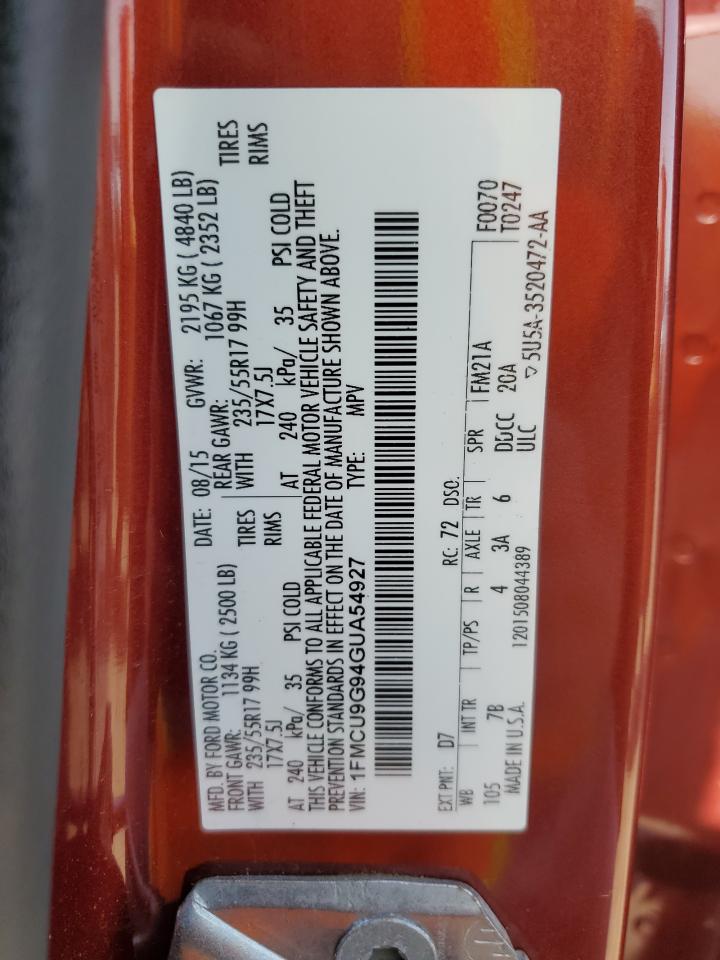 MFD. BY FORD MOTOR CO. DATE: 08/15 GVWR: 2195 KG ( 4840 LB)
FRONT GAWR: 1134 KG ( 2500 LB) REAR GAWR: 1067 KG ( 2352 LB)
WITH 235/55R17 99H TIRES WITH 235/55R17 99H TIRES
17X7.5J RIMS 17X7.5J RIMS
AT 240 kPa/ 35 PSI COLD AT 240 kPa/ 35 PSI COLD
THIS VEHICLE CONFORMS TO ALL APPLICABLE FEDERAL MOTOR VEHICLE SAFETY AND THEFT
PREVENTION STANDARDS IN EFFECT ON THE DATE OF MANUFACTURE SHOWN ABOVE.
VIN: 1FMCU9G94GUA54927 TYPE: MPV
EXT PNT: D7 RC: 72 DSO: F0070
WB INT TR TP/PS R AXLE TR SPR FM21A T0247
105 7B 4 3A 6 DDCC 20A
MADE IN U.S.A. 1201508044389 ULC ▽5U5A-3520472-AA